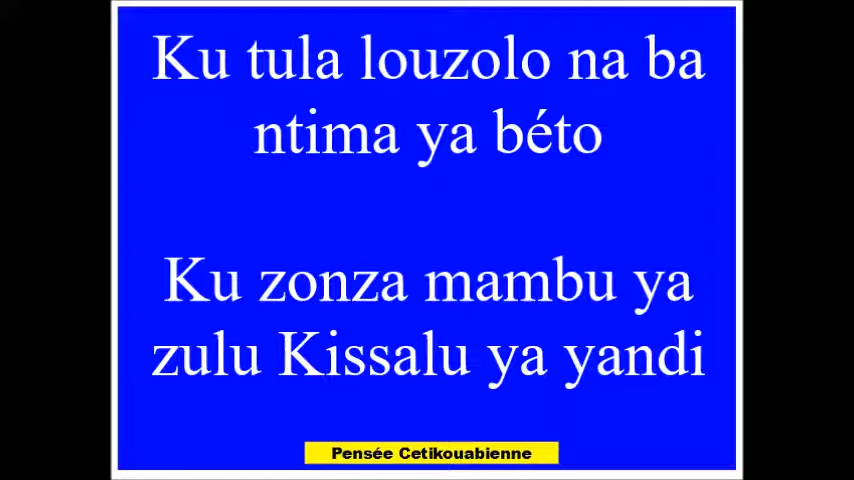 Ku tula louzolo na ba
ntima ya béto
Ku zonza mambu ya
zulu Kissalu ya yandi
Pensée Cetikouabienne